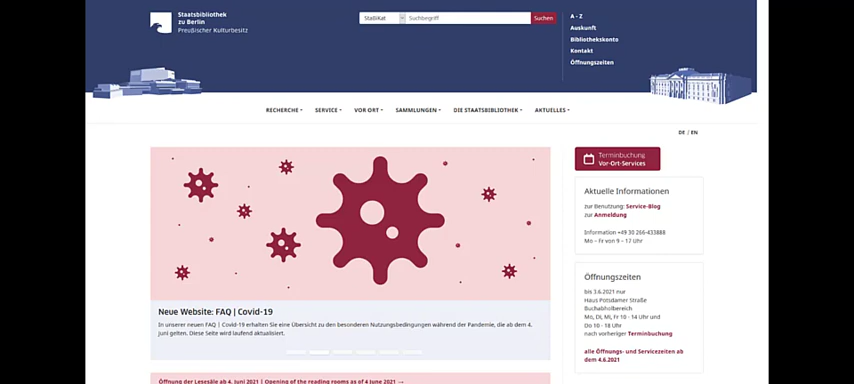 Staatsbibliothek
zu Berlin
Preußischer Kulturbesitz
StaBiKat
Suchbegriff
Suchen
A - Z
Auskunft
Bibliothekskonto
Kontakt
Öffnungszeiten
RECHERCHE
SERVICE
VOR ORT
SAMMLUNGEN
DIE STAATSBIBLIOTHEK
AKTUELLES
DE / EN
Neue Website: FAQ | Covid-19
In unserer neuen FAQ | Covid-19 erhalten Sie eine Übersicht zu den besonderen Nutzungsbedingungen während der Pandemie, die ab dem 4.
Juni gelten. Diese Seite wird laufend aktualisiert.
Öffnung der Lesesäle ab 4. Juni 2021 | Opening of the reading rooms as of 4 June 2021 →
Terminbuchung
Vor-Ort-Services
Aktuelle Informationen
zur Benutzung: Service-Blog
zur Anmeldung
Information +49 30 266-433888
Mo – Fr von 9 – 17 Uhr
Öffnungszeiten
bis 3.6.2021 nur
Haus Potsdamer Straße
Buchabholbereich
Mo, Di, Mi, Fr 10 - 14 Uhr und
Do 10 - 18 Uhr
nach vorheriger Terminbuchung
alle Öffnungs- und Servicezeiten ab
dem 4.6.2021